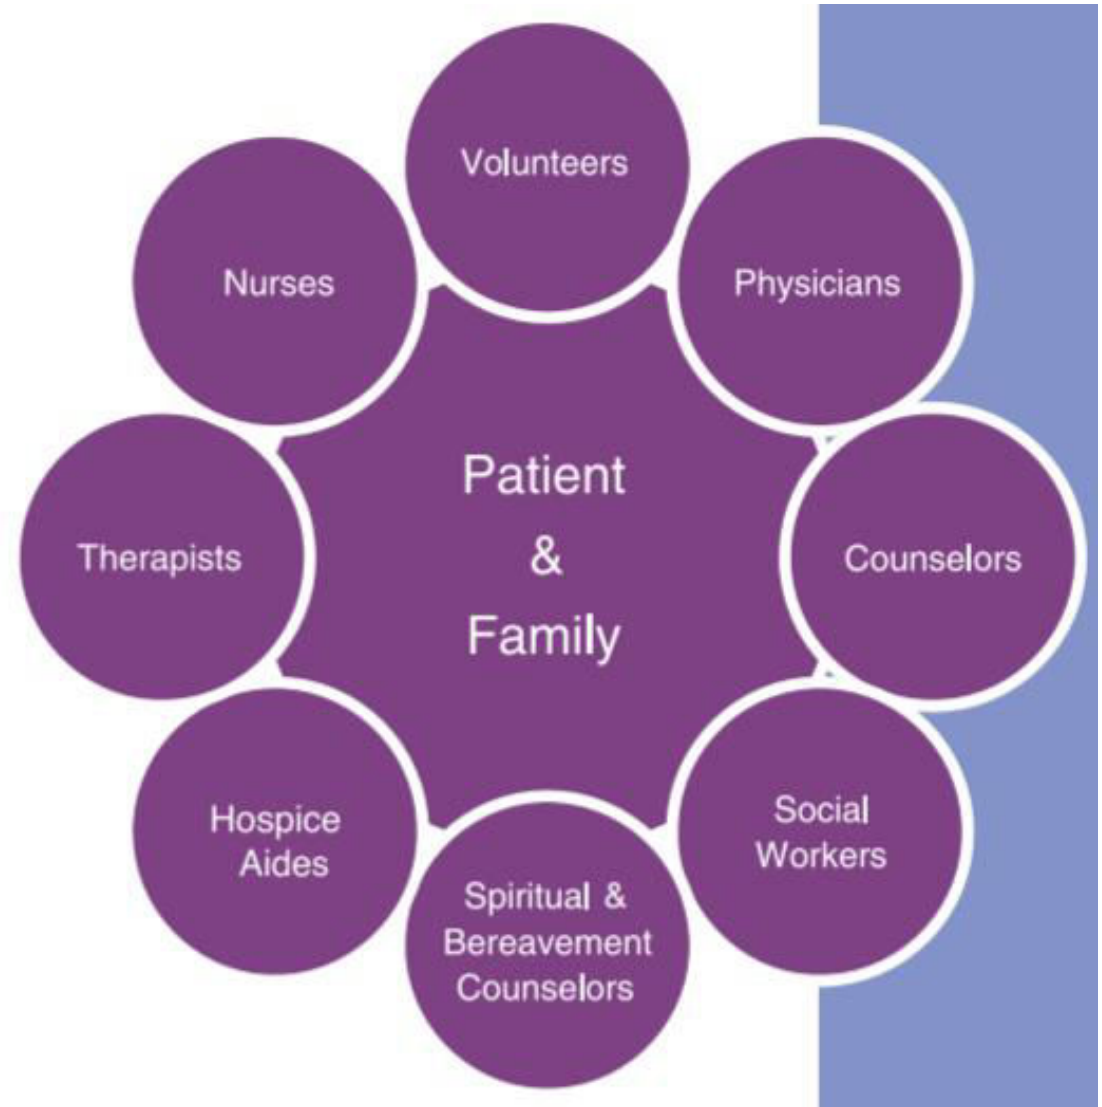 Volunteers
Physicians
Counselors
Social
Workers
Spiritual &
Bereavement
Counselors
Hospice
Aides
Therapists
Nurses
Patient
&
Family